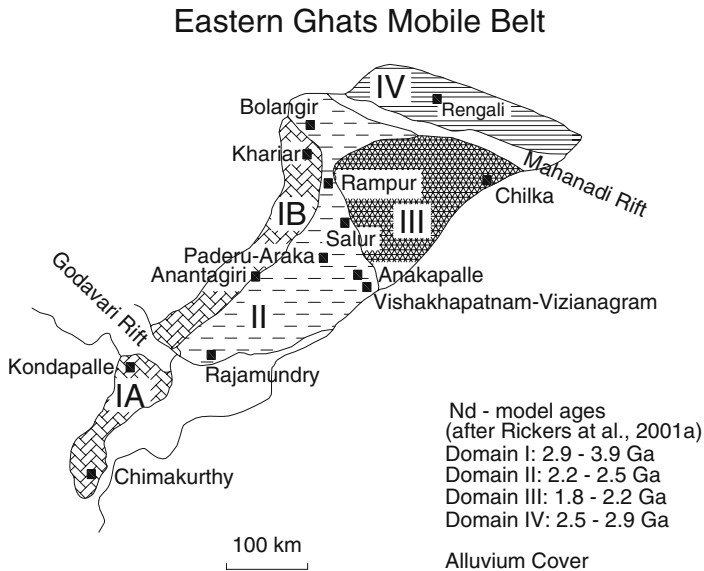 Eastern Ghats Mobile Belt
IV
Bolangir
Rengali
Khariar
Mahanadi Rift
Rampur
Chilka
IB
III
Salur
Paderu-Araka
Anantagiri
Anakapalle
Godavari Rift
Vishakhapatnam-Vizianagram
II
Kondapalle
Rajamundry
IA
Chimakurthy
Nd - model ages
(after Rickers at al., 2001a)
Domain I: 2.9 - 3.9 Ga
Domain II: 2.2 - 2.5 Ga
Domain III: 1.8 - 2.2 Ga
Domain IV: 2.5 - 2.9 Ga
100 km
Alluvium Cover